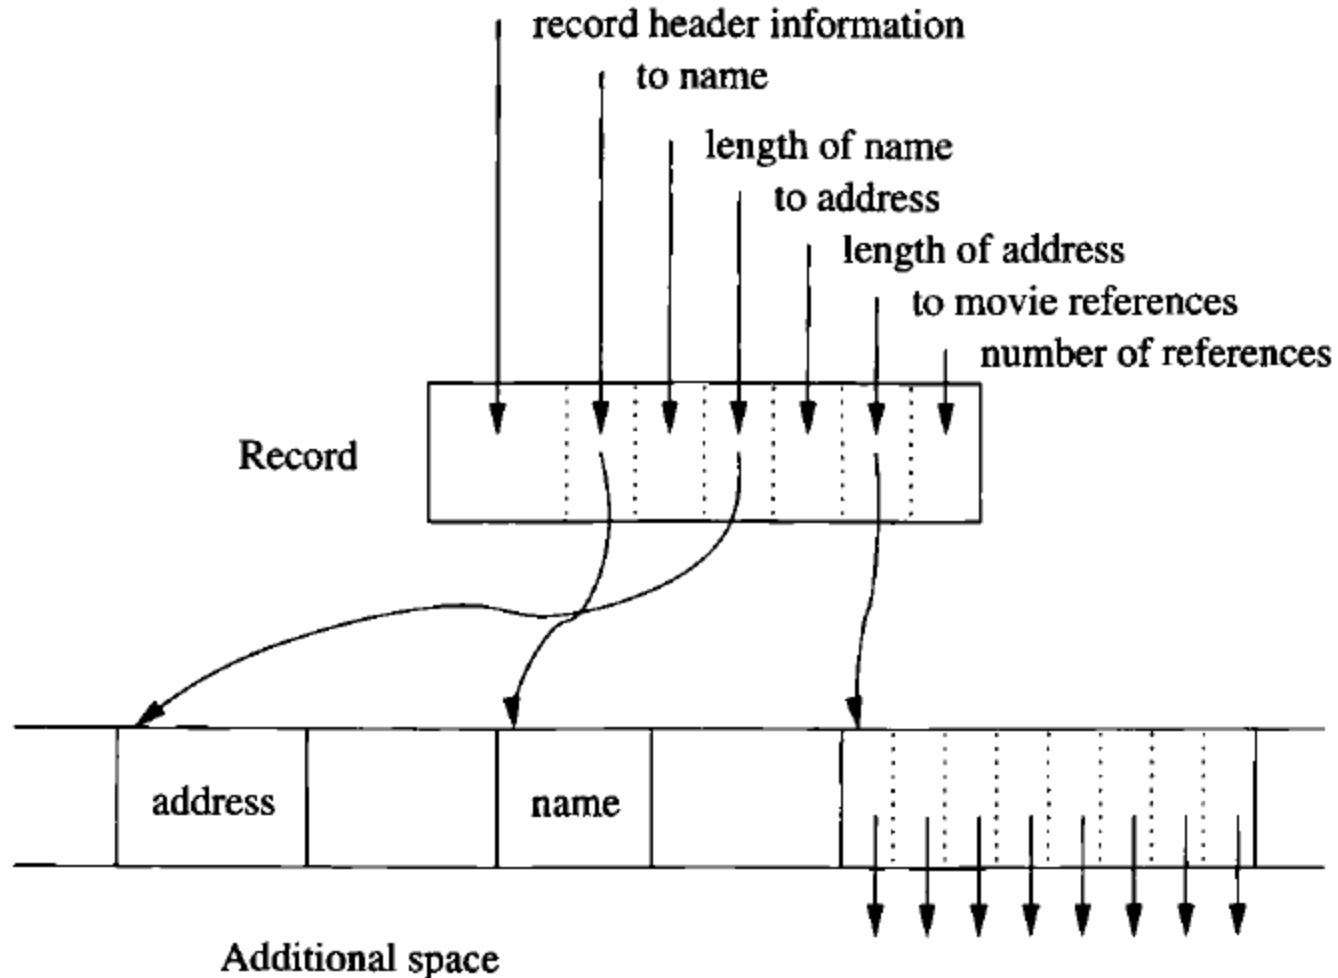 record header information
to name
length of name
to address
length of address
to movie references
number of references
Record
address
name
Additional space